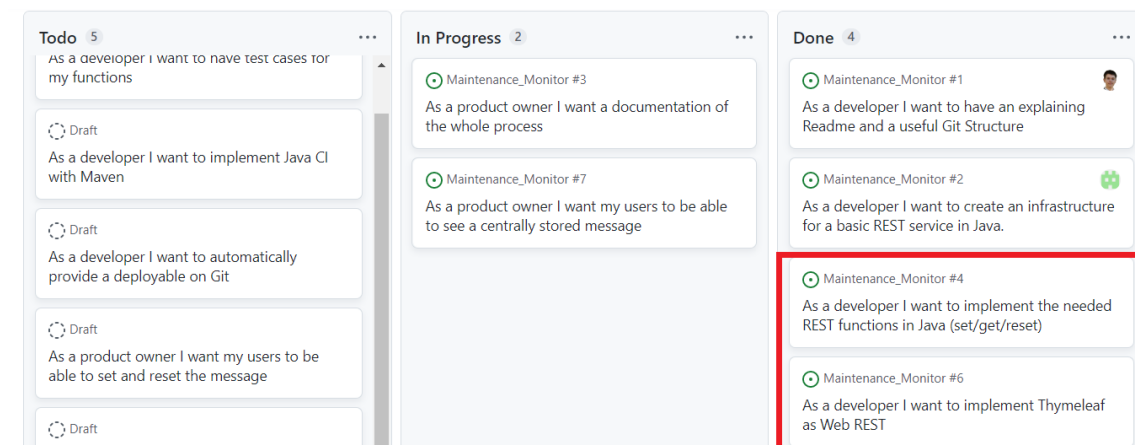 Todo 5
As a developer I want to have test cases for
my functions
Draft
As a developer I want to implement Java CI
with Maven
Draft
As a developer I want to automatically
provide a deployable on Git
Draft
As a product owner I want my users to be
able to set and reset the message
Draft
In Progress 2
Maintenance_Monitor #3
As a product owner I want a documentation of
the whole process
Maintenance_Monitor #7
As a product owner I want my users to be able
to see a centrally stored message
Done 4
Maintenance_Monitor #1
As a developer I want to have an explaining
Readme and a useful Git Structure
Maintenance_Monitor #2
As a developer I want to create an infrastructure
for a basic REST service in Java.
Maintenance_Monitor #4
As a developer I want to implement the needed
REST functions in Java (set/get/reset)
Maintenance_Monitor #6
As a developer I want to implement Thymeleaf
as Web REST